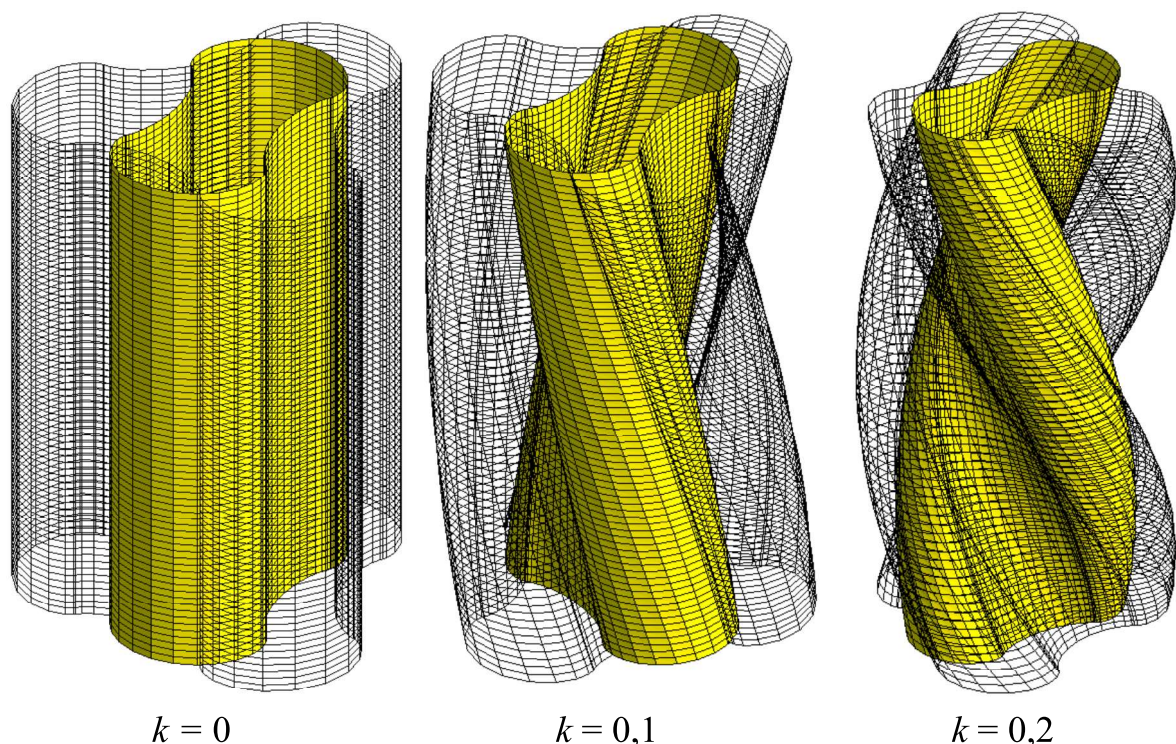 k = 0 k = 0,1 k = 0,2